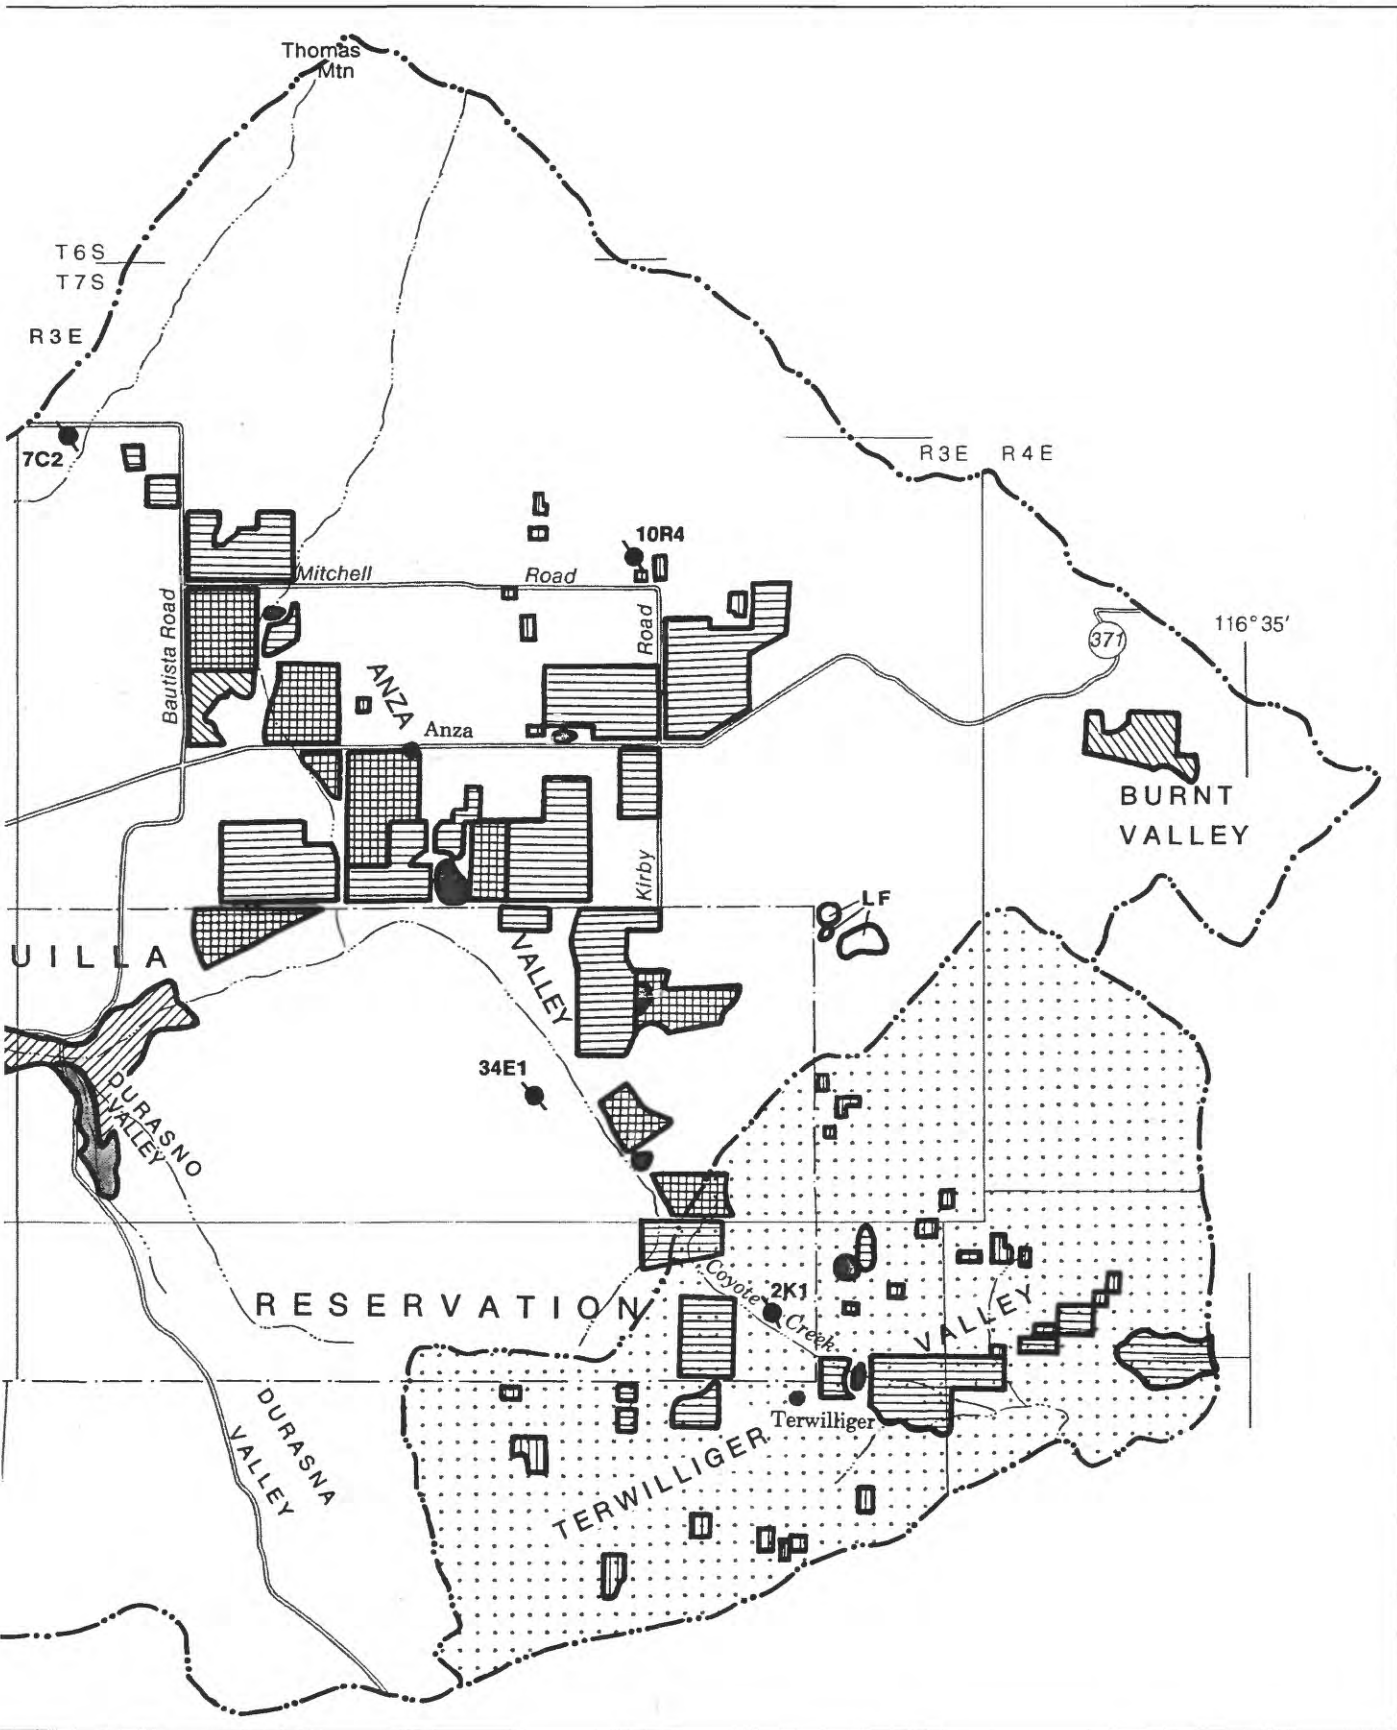 Thomas
Mtn
T6S
T7S
R3E
7C2
R3E R4E
10R4
Mitchell Road
Bautista Road
Road
371
116°35'
ANZA
Anza
BURNT
VALLEY
Kirby
LF
UILLA
VALLEY
34E1
DURASNO
VALLEY
RESERVATION
Coyote Creek
2K1
VALLEY
Terwilliger
TERWILLIGER
DURASNA
VALLEY